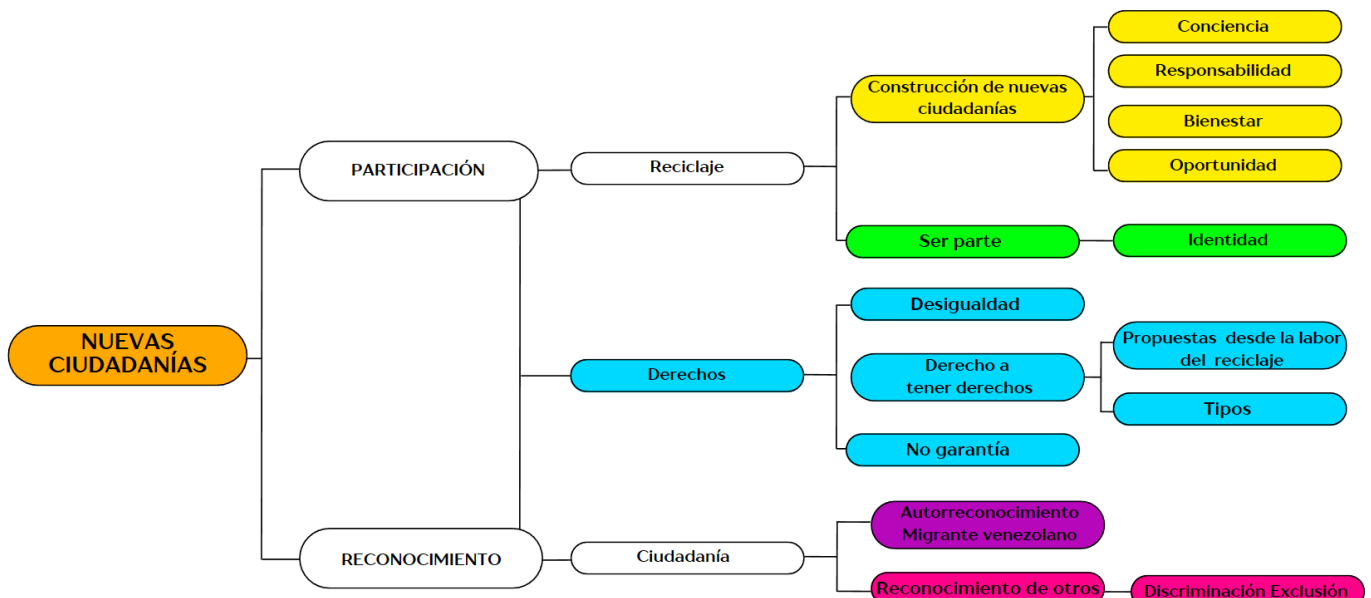 NUEVAS
CIUDADANÍAS
PARTICIPACIÓN
Reciclaje
Construcción de nuevas
ciudadanías
Conciencia
Responsabilidad
Bienestar
Oportunidad
Ser parte
Identidad
Derechos
Desigualdad
Derecho a
tener derechos
Propuestas desde la labor
del reciclaje
Tipos
No garantía
RECONOCIMIENTO
Ciudadanía
Autorreconocimiento
Migrante venezolano
Reconocimiento de otros
Discriminación Exclusión